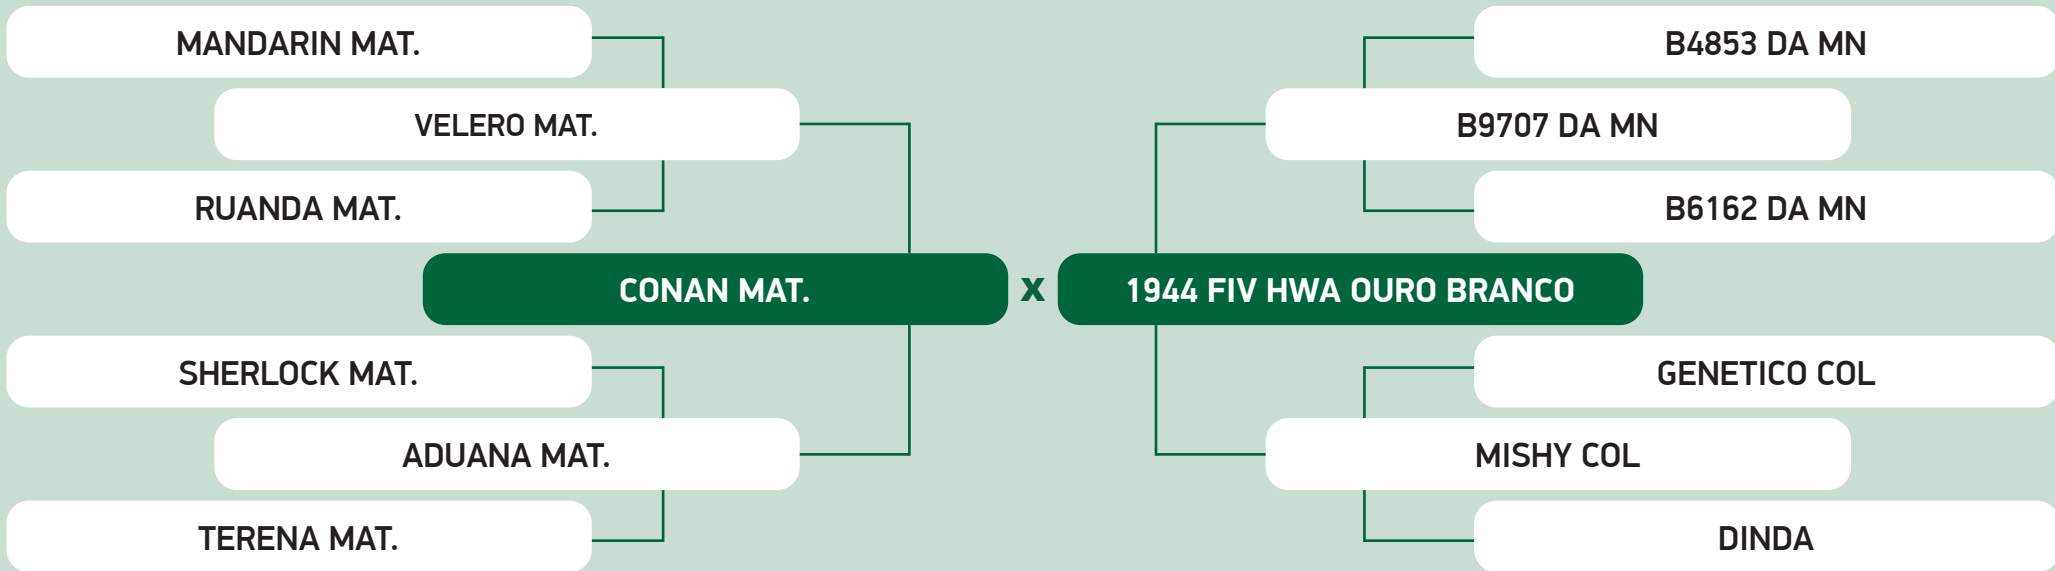 MANDARIN MAT.
B4853 DA MN
VELERO MAT.
B9707 DA MN
RUANDA MAT.
B6162 DA MN
CONAN MAT. X 1944 FIV HWA OURO BRANCO
SHERLOCK MAT.
GENETICO COL
ADUANA MAT.
MISHY COL
TERENA MAT.
DINDA